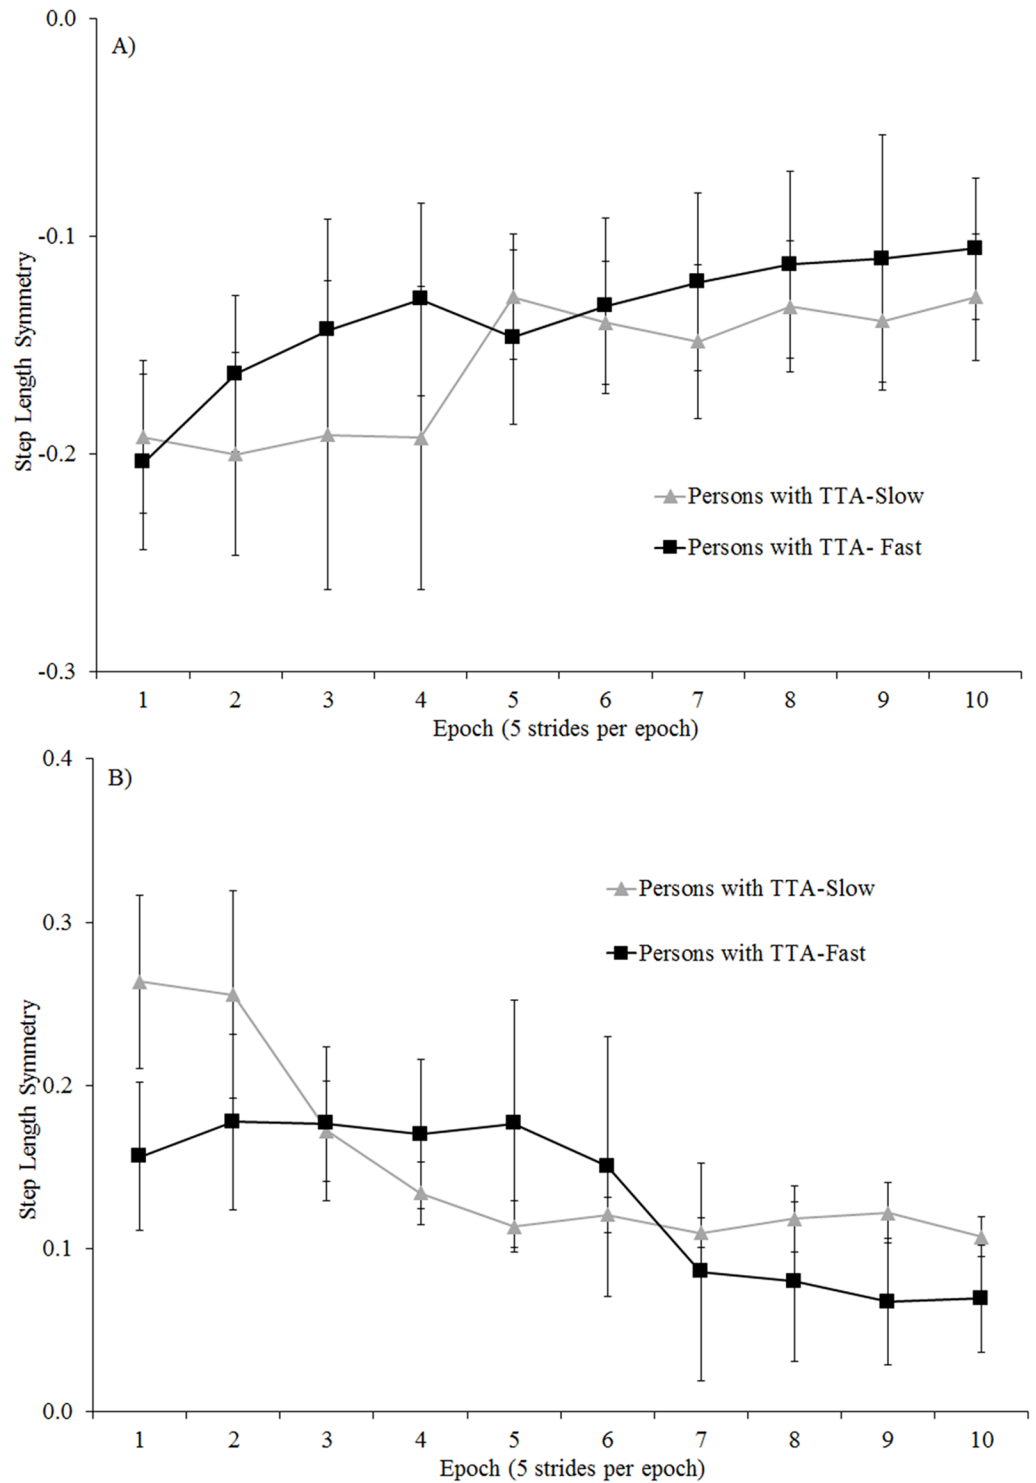 0.0
A)
-0.1
-0.2
-0.3
Step Length Symmetry
Persons with TTA-Slow
Persons with TTA- Fast
1 2 3 4 5 6 7 8 9 10
Epoch (5 strides per epoch)
0.4
B)
0.3
0.2
0.1
0.0
Step Length Symmetry
Persons with TTA-Slow
Persons with TTA-Fast
1 2 3 4 5 6 7 8 9 10
Epoch (5 strides per epoch)